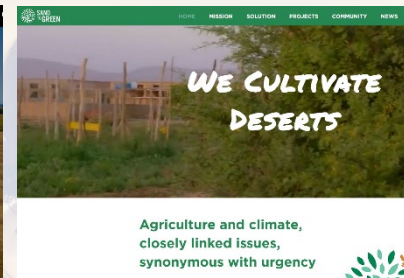 SAND
TO GREEN
HOME MISSION SOLUTION PROJECTS COMMUNITY NEWS
WE CULTIVATE
DESERTS
Agriculture and climate,
closely linked issues,
synonymous with urgency